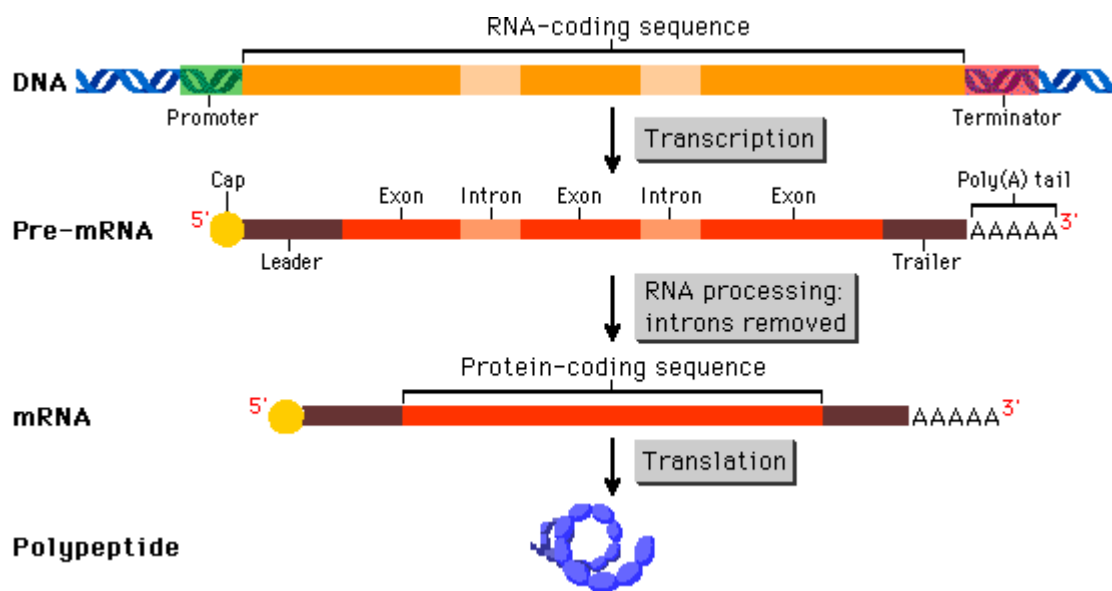 RNA-coding sequence
DNA
Promoter
Terminator
Transcription
Cap
Exon
Intron
Exon
Intron
Exon
Poly(A) tail
Pre-mRNA
5'
AAAAA
3'
Leader
Trailer
RNA processing:
introns removed
Protein-coding sequence
mRNA
5'
AAAAA
3'
Translation
Polypeptide